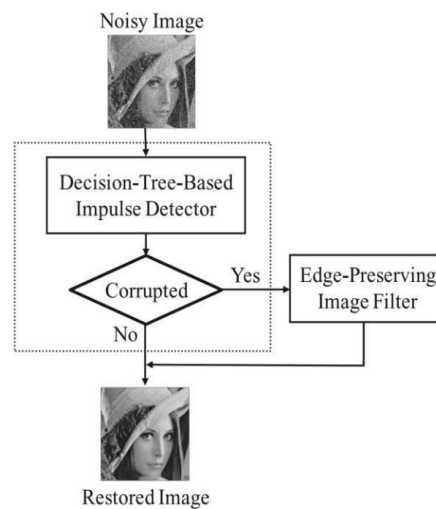 Noisy Image
Decision-Tree-Based
Impulse Detector
Corrupted
Yes
Edge-Preserving
Image Filter
No
Restored Image